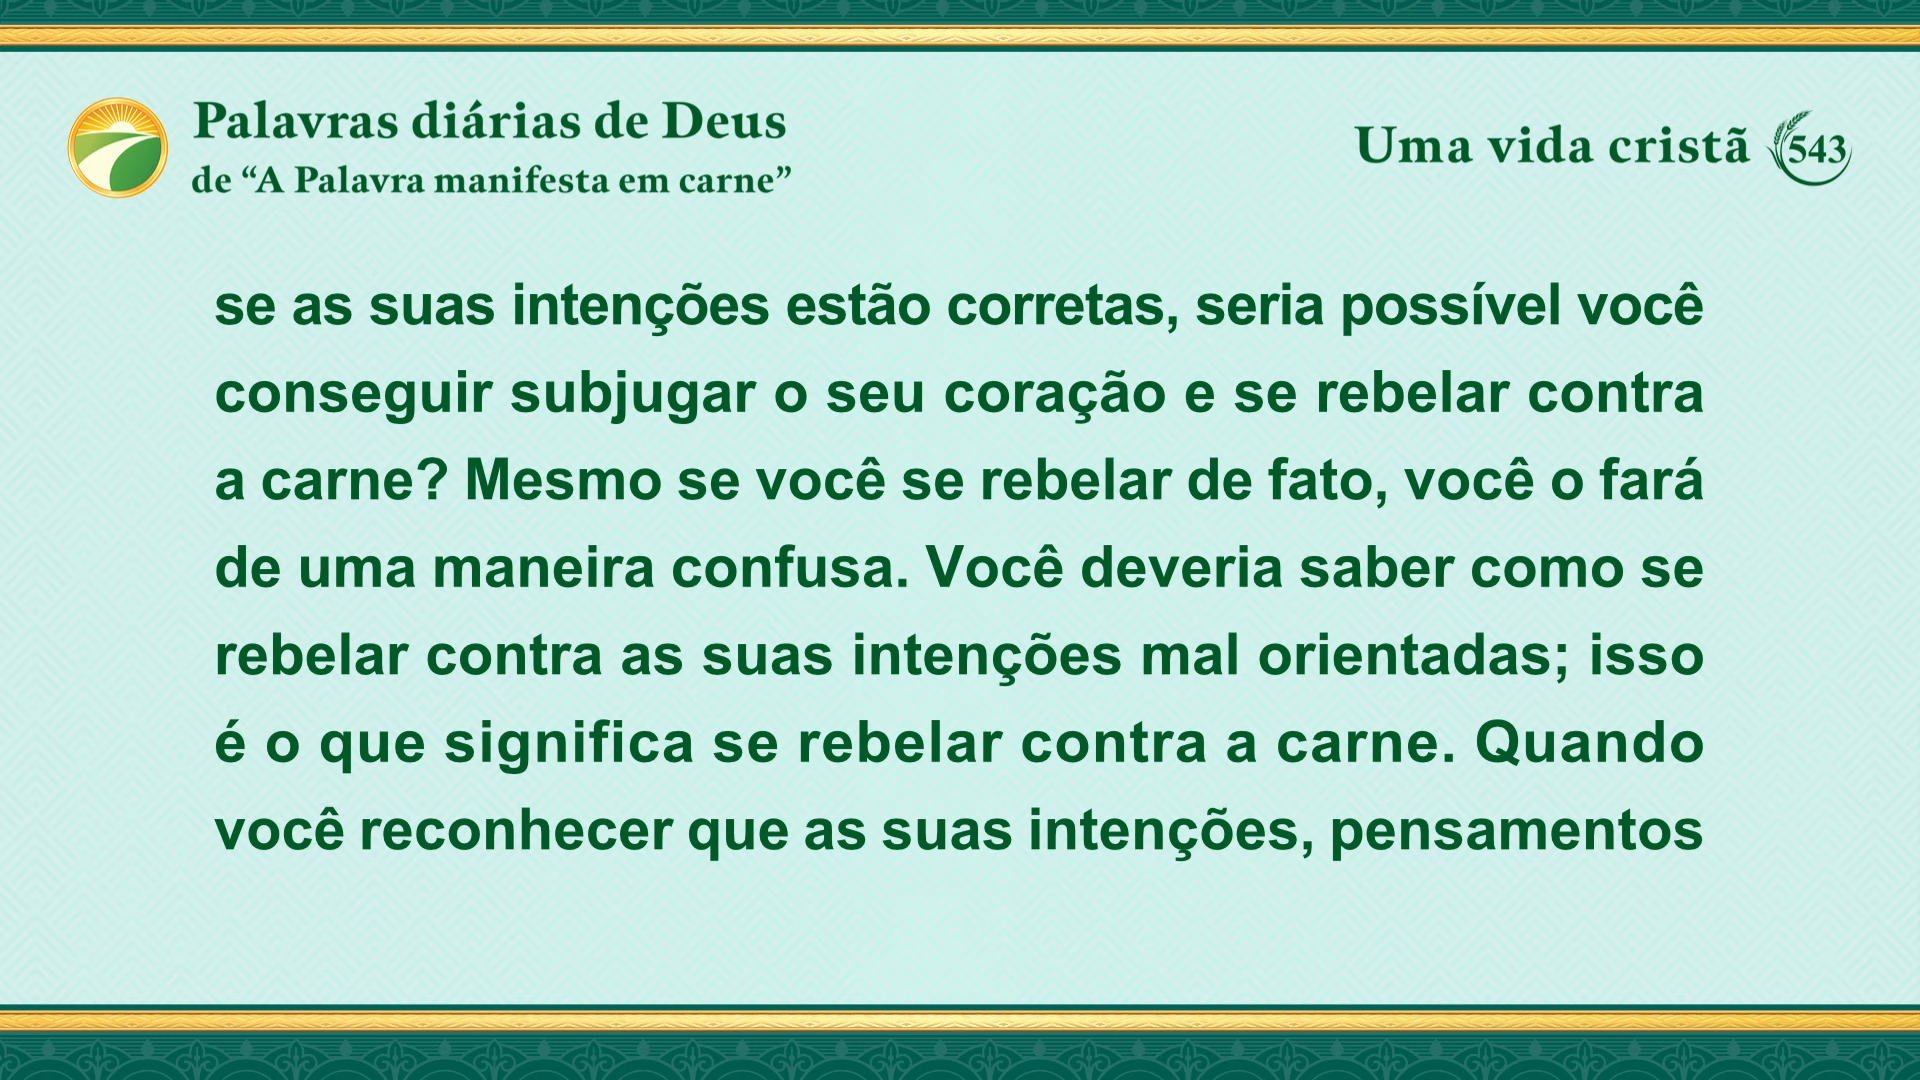 Palavras diárias de Deus
de “A Palavra manifesta em carne”
Uma vida cristã 543
se as suas intenções estão corretas, seria possível você
conseguir subjugar o seu coração e se rebelar contra
a carne? Mesmo se você se rebelar de fato, você o fará
de uma maneira confusa. Você deveria saber como se
rebelar contra as suas intenções mal orientadas; isso
é o que significa se rebelar contra a carne. Quando
você reconhecer que as suas intenções, pensamentos